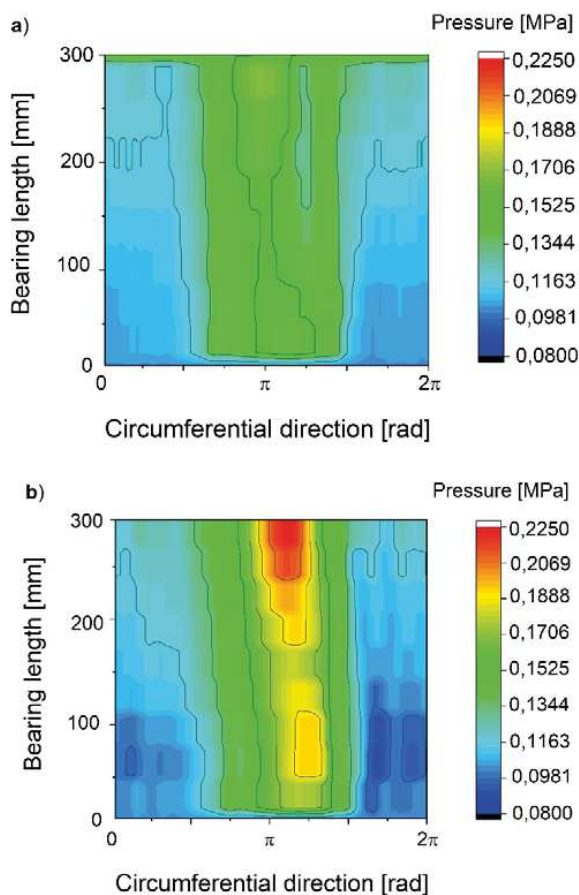 a)
Pressure [MPa]
Bearing length [mm]
300
200
100
0
0
π
2π
Circumferential direction [rad]
0,2250
0,2069
0,1888
0,1706
0,1525
0,1344
0,1163
0,0981
0,0800
b)
Pressure [MPa]
Bearing length [mm]
300
200
100
0
0
π
2π
Circumferential direction [rad]
0,2250
0,2069
0,1888
0,1706
0,1525
0,1344
0,1163
0,0981
0,0800